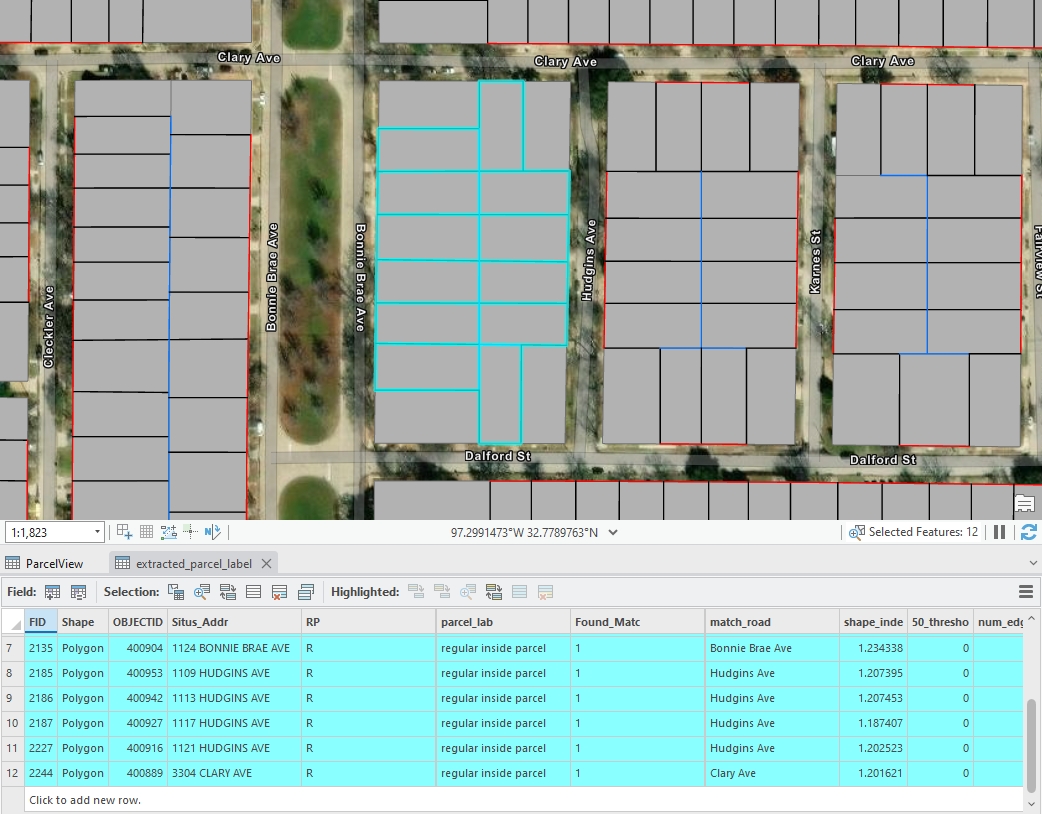 Clary Ave
Clary Ave
Clary Ave
Cleckler Ave
Bonnie Brae Ave
Bonnie Brae Ave
Hudgins Ave
Karnes St
Fairview St
Dalford St
Dalford St
1:1,823
97.2991473°W 32.7789763°N
Selected Features: 12
ParcelView
extracted_parcel_label
Field:
Selection:
Highlighted:
FID Shape OBJECTID Situs_Addr RP parcel_lab Found_Matc match_road shape_inde 50_thresho num_edg
7 2135 Polygon 400904 1124 BONNIE BRAE AVE R regular inside parcel 1 Bonnie Brae Ave 1.234338 0
8 2185 Polygon 400953 1109 HUDGINS AVE R regular inside parcel 1 Hudgins Ave 1.207395 0
9 2186 Polygon 400942 1113 HUDGINS AVE R regular inside parcel 1 Hudgins Ave 1.207453 0
10 2187 Polygon 400927 1117 HUDGINS AVE R regular inside parcel 1 Hudgins Ave 1.187407 0
11 2227 Polygon 400916 1121 HUDGINS AVE R regular inside parcel 1 Hudgins Ave 1.202523 0
12 2244 Polygon 400889 3304 CLARY AVE R regular inside parcel 1 Clary Ave 1.201621 0
Click to add new row.